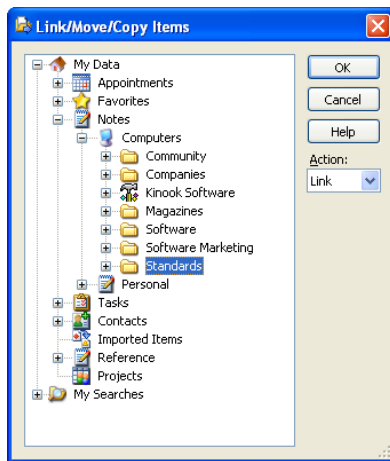 Link/Move/Copy Items
My Data
Appointments
Favorites
Notes
Computers
Community
Companies
Kinook Software
Magazines
Software
Software Marketing
Standards
Personal
Tasks
Contacts
Imported Items
Reference
Projects
My Searches
OK
Cancel
Help
Action:
Link